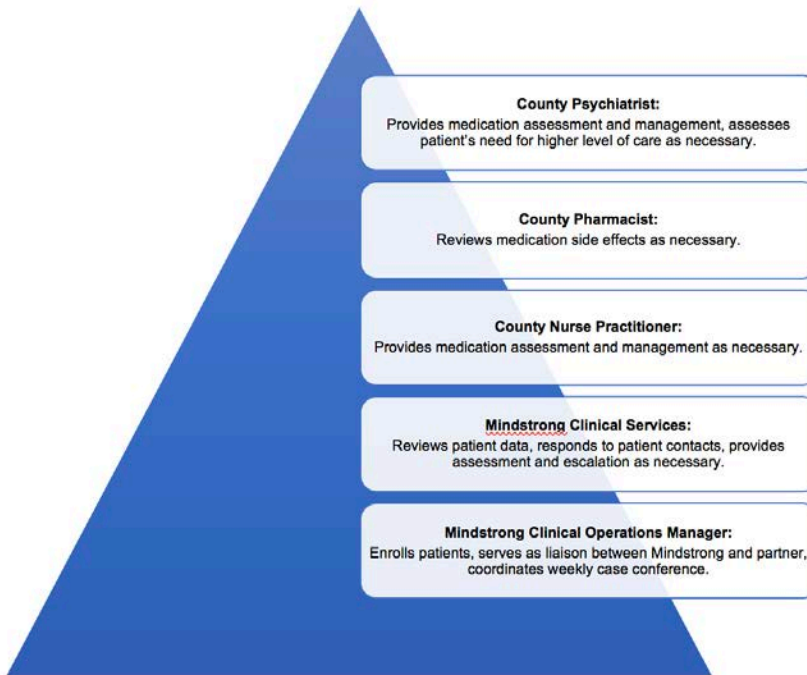 County Psychiatrist:
Provides medication assessment and management, assesses
patient's need for higher level of care as necessary.
County Pharmacist:
Reviews medication side effects as necessary.
County Nurse Practitioner:
Provides medication assessment and management as necessary.
Mindstrong Clinical Services:
Reviews patient data, responds to patient contacts, provides
assessment and escalation as necessary.
Mindstrong Clinical Operations Manager:
Enrolls patients, serves as liaison between Mindstrong and partner,
coordinates weekly case conference.